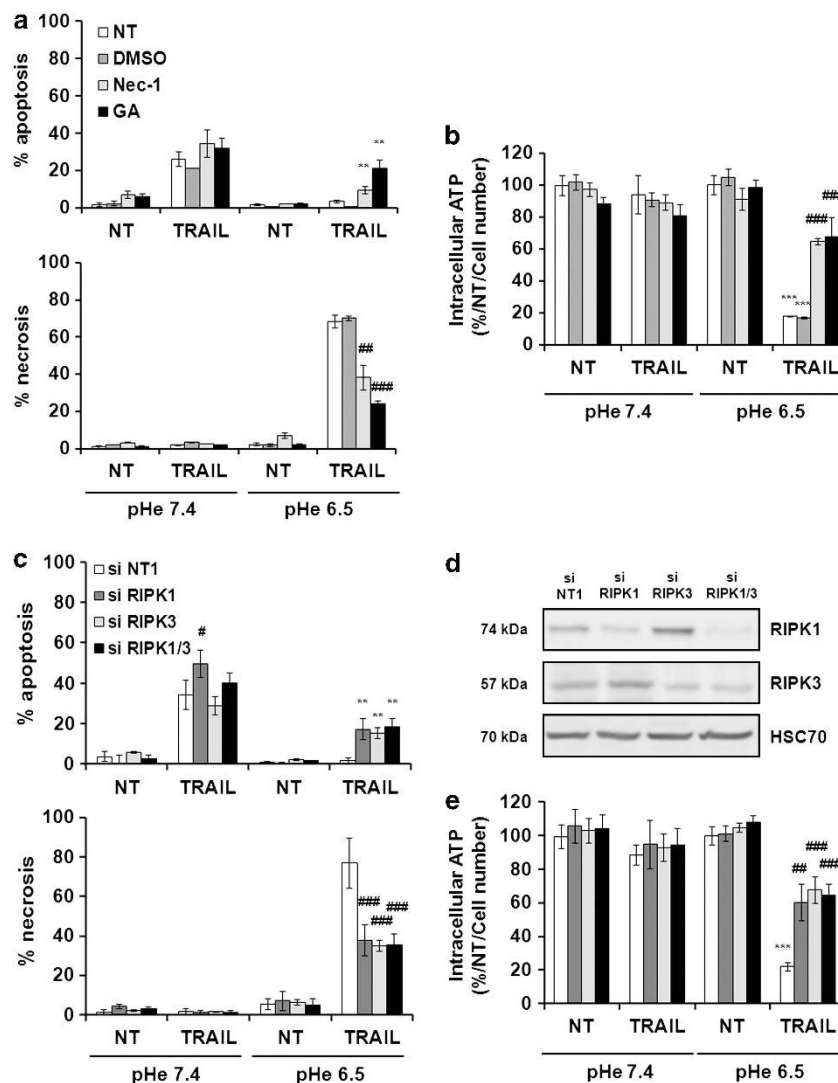 a
NT
DMSO
Nec-1
GA
% apoptosis
100
80
60
40
20
0
** **
NT TRAIL NT TRAIL
% necrosis
100
80
60
40
20
0
##
###
NT TRAIL NT TRAIL
pHe 7.4 pHe 6.5
b
Intracellular ATP
(%/NT/Cell number)
120
100
80
60
40
20
0
*** ***
###
##
NT TRAIL NT TRAIL
pHe 7.4 pHe 6.5
c
si NT1
si RIPK1
si RIPK3
si RIPK1/3
% apoptosis
100
80
60
40
20
0
#
** ** **
NT TRAIL NT TRAIL
% necrosis
100
80
60
40
20
0
### ### ###
NT TRAIL NT TRAIL
pHe 7.4 pHe 6.5
d
si NT1 si RIPK1 si RIPK3 si RIPK1/3
74 kDa RIPK1
57 kDa RIPK3
70 kDa HSC70
e
Intracellular ATP
(%/NT/Cell number)
120
100
80
60
40
20
0
***
## ###
NT TRAIL NT TRAIL
pHe 7.4 pHe 6.5